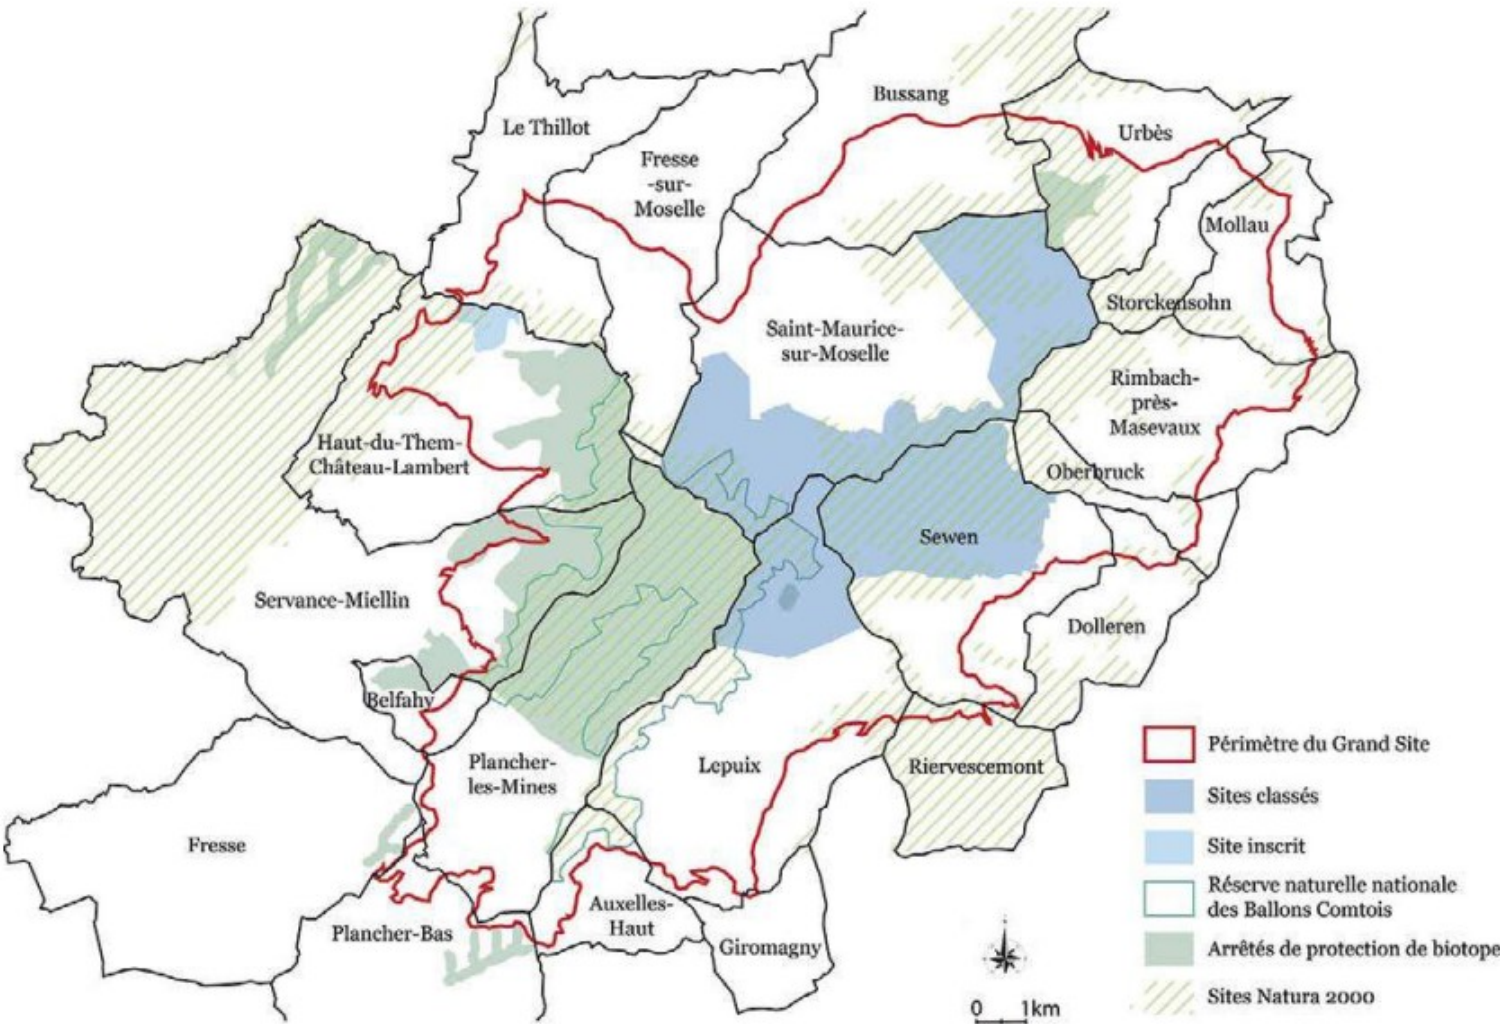 Bussang
Le Thillot
Urbès
Fresse
-sur-
Moselle
Mollau
Storckensohn
Saint-Maurice-
sur-Moselle
Rimbach-
près-
Masevaux
Haut-du-Them-
Château-Lambert
Oberbruck
Sewen
Servance-Miellin
Dolleren
Belfahy
Plancher-
les-Mines
Lepuix
Riervescemont
Fresse
Auxelles-
Haut
Plancher-Bas
Giromagny
Périmètre du Grand Site
Sites classés
Site inscrit
Réserve naturelle nationale
des Ballons Comtois
Arrêtés de protection de biotope
Sites Natura 2000
0 1km